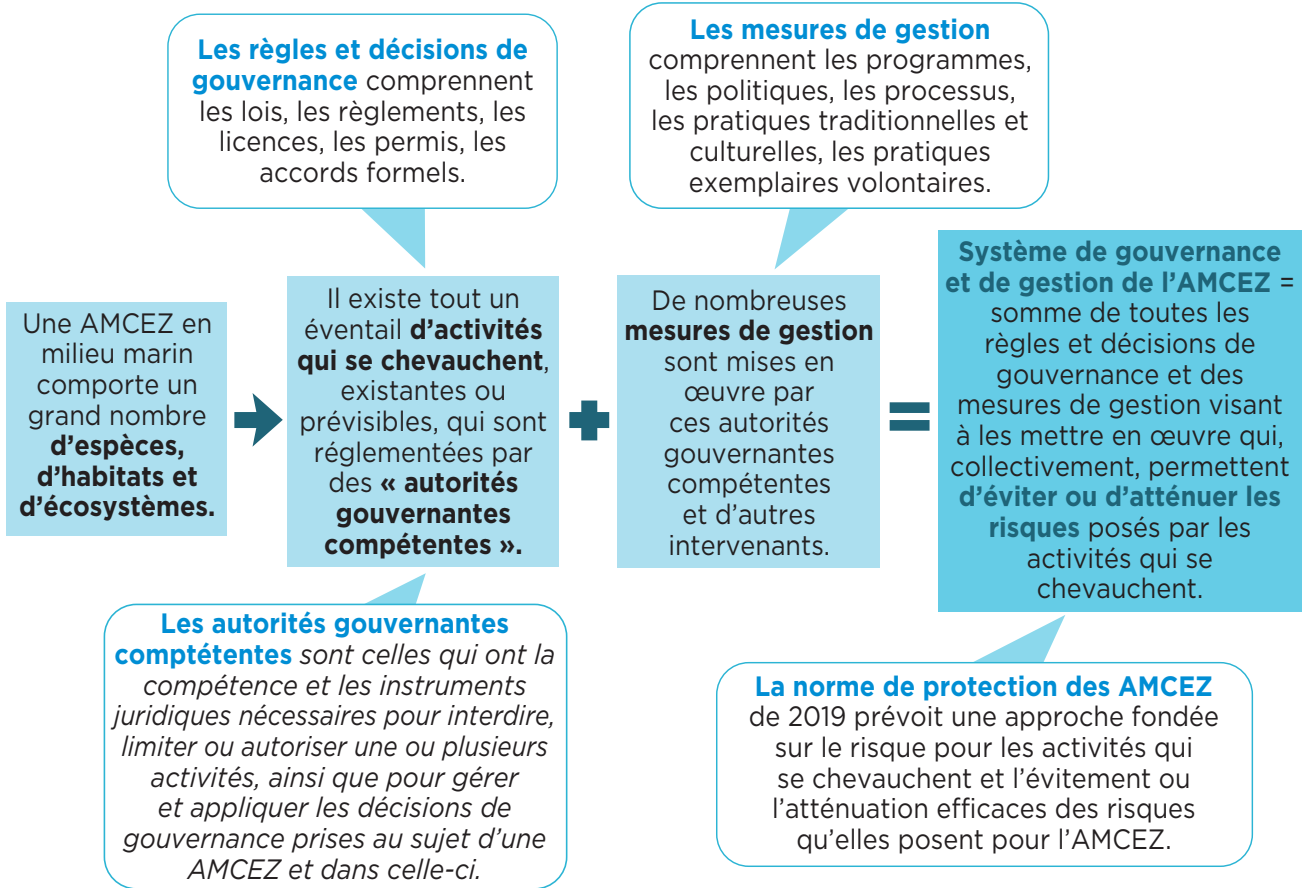 Les règles et décisions de
gouvernance comprennent
les lois, les règlements, les
licences, les permis, les
accords formels.
Les mesures de gestion
comprennent les programmes,
les politiques, les processus,
les pratiques traditionnelles et
culturelles, les pratiques
exemplaires volontaires.
Une AMCEZ en
milieu marin
comporte un
grand nombre
d'espèces,
d'habitats et
d'écosystèmes.
Il existe tout un
éventail d'activités
qui se chevauchent,
existantes ou
prévisibles, qui sont
réglementées par
des « autorités
gouvernantes
compétentes ».
De nombreuses
mesures de gestion
sont mises en
œuvre par
ces autorités
gouvernantes
compétentes
et d'autres
intervenants.
Système de gouvernance
et de gestion de l'AMCEZ =
somme de toutes les
règles et décisions de
gouvernance et des
mesures de gestion visant
à les mettre en œuvre qui,
collectivement, permettent
d'éviter ou d'atténuer les
risques posés par les
activités qui se
chevauchent.
Les autorités gouvernantes
comptétentes sont celles qui ont la
compétence et les instruments
juridiques nécessaires pour interdire,
limiter ou autoriser une ou plusieurs
activités, ainsi que pour gérer
et appliquer les décisions de
gouvernance prises au sujet d'une
AMCEZ et dans celle-ci.
La norme de protection des AMCEZ
de 2019 prévoit une approche fondée
sur le risque pour les activités qui
se chevauchent et l'évitement ou
l'atténuation efficaces des risques
qu'elles posent pour l'AMCEZ.